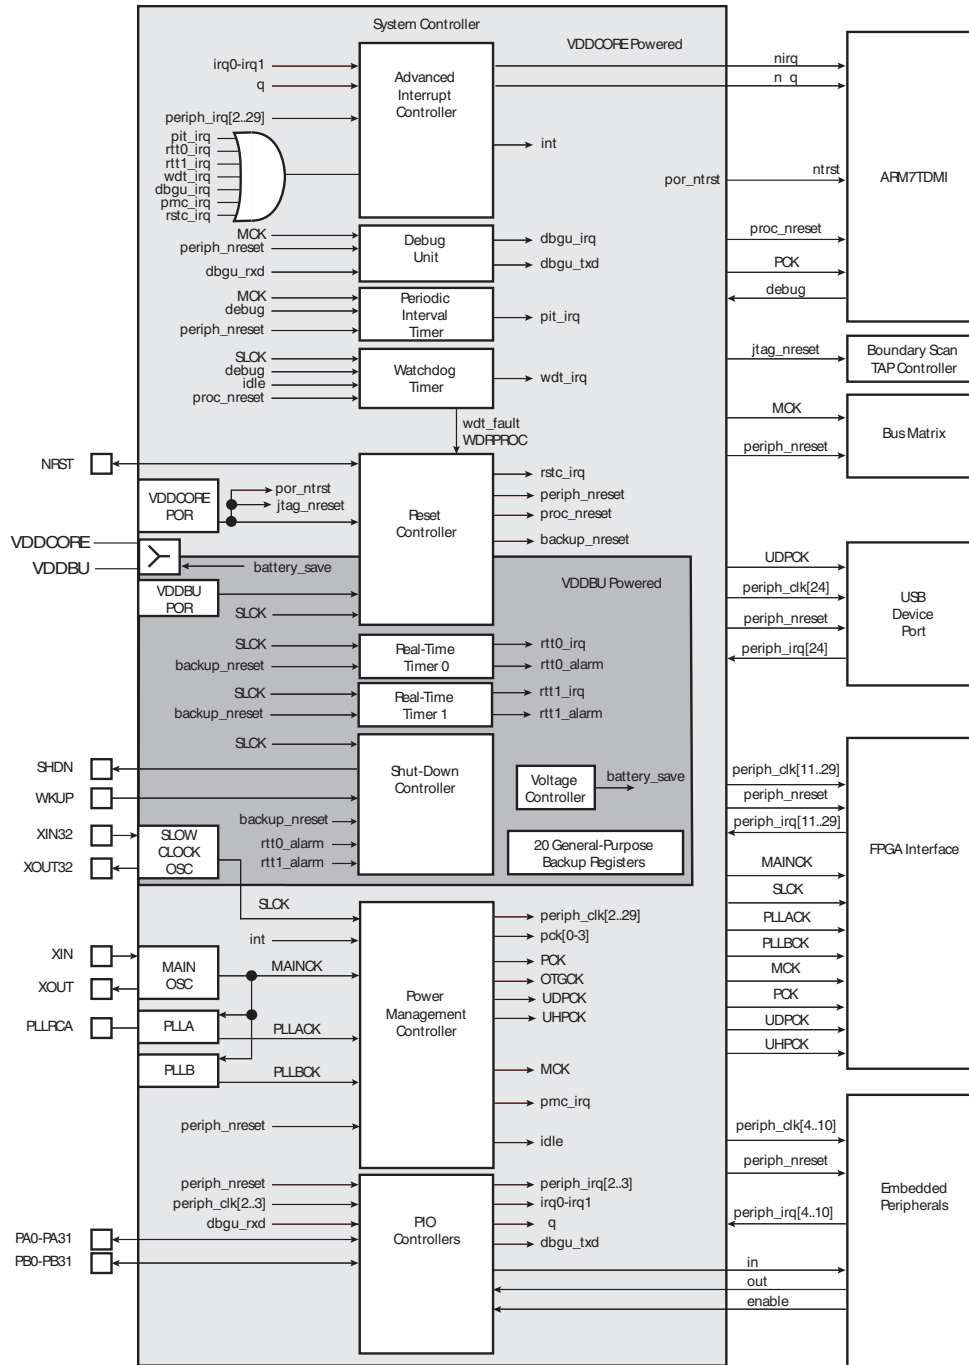 System Controller
VDDCORE Powered
irq0-irq1
q
periph_irq[2..29]
pit_irq
rtt0_irq
rtt1_irq
wdt_irq
dbgu_irq
pmc_irq
rstc_irq
Advanced
Interrupt
Controller
int
nirq
n q
por_ntrst
ntrst
proc_nreset
PCK
debug
ARM7TDMI
MCK
periph_nreset
dbgu_rxd
Debug
Unit
dbgu_irq
dbgu_txd
MCK
debug
periph_nreset
Periodic
Interval
Timer
pit_irq
SLCK
debug
idle
proc_nreset
Watchdog
Timer
wdt_irq
wdt_fault
WDRPROC
jtag_nreset
Boundary Scan
TAP Controller
MCK
periph_nreset
Bus Matrix
NRST
VDDCORE
POR
por_ntrst
jtag_nreset
Reset
Controller
rstc_irq
periph_nreset
proc_nreset
backup_nreset
VDDCORE
VDDBU
battery_save
VDDBU Powered
VDDBU
POR
SLCK
UDPCK
periph_clk[24]
periph_nreset
periph_irq[24]
USB
Device
Port
SLCK
backup_nreset
Real-Time
Timer 0
rtt0_irq
rtt0_alarm
SLCK
backup_nreset
Real-Time
Timer 1
rtt1_irq
rtt1_alarm
SLCK
SHDN
WKUP
backup_nreset
rtt0_alarm
rtt1_alarm
Shut-Down
Controller
Voltage
Controller
battery_save
20 General-Purpose
Backup Registers
XIN32
XOUT32
SLOW
CLOCK
OSC
SLCK
periph_clk[11..29]
periph_nreset
periph_irq[11..29]
MAINCK
SLCK
PLLACK
PLLBCK
MCK
PCK
UDPCK
UHPCK
FPGA Interface
int
XIN
XOUT
MAIN
OSC
MAINCK
PLLRCA
PLLA
PLLACK
PLLB
PLLBCK
periph_nreset
Power
Management
Controller
periph_clk[2..29]
pck[0-3]
PCK
OTGCK
UDPCK
UHPCK
MCK
pmc_irq
idle
periph_nreset
periph_clk[2..3]
dbgu_rxd
PA0-PA31
PB0-PB31
PIO
Controllers
periph_irq[2..3]
irq0-irq1
q
dbgu_txd
periph_clk[4..10]
periph_nreset
periph_irq[4..10]
in
out
enable
Embedded
Peripherals